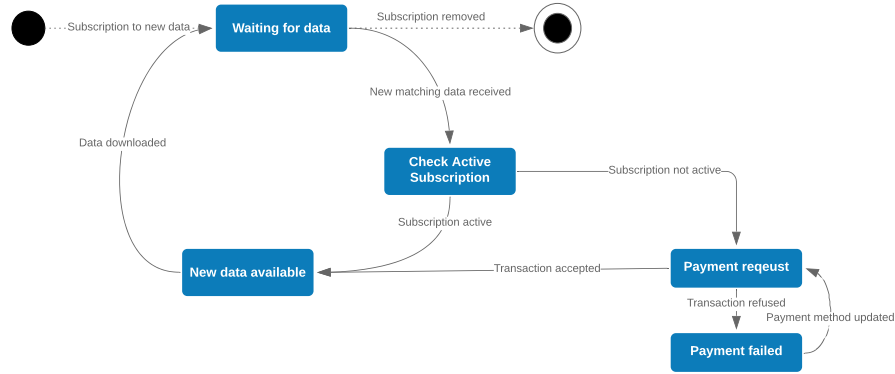 Subscription removed
Subscription to new data
Waiting for data
New matching data received
Data downloaded
Check Active
Subscription
Subscription not active
Subscription active
New data available
Transaction accepted
Payment reqeust
Transaction refused
Payment method updated
Payment failed